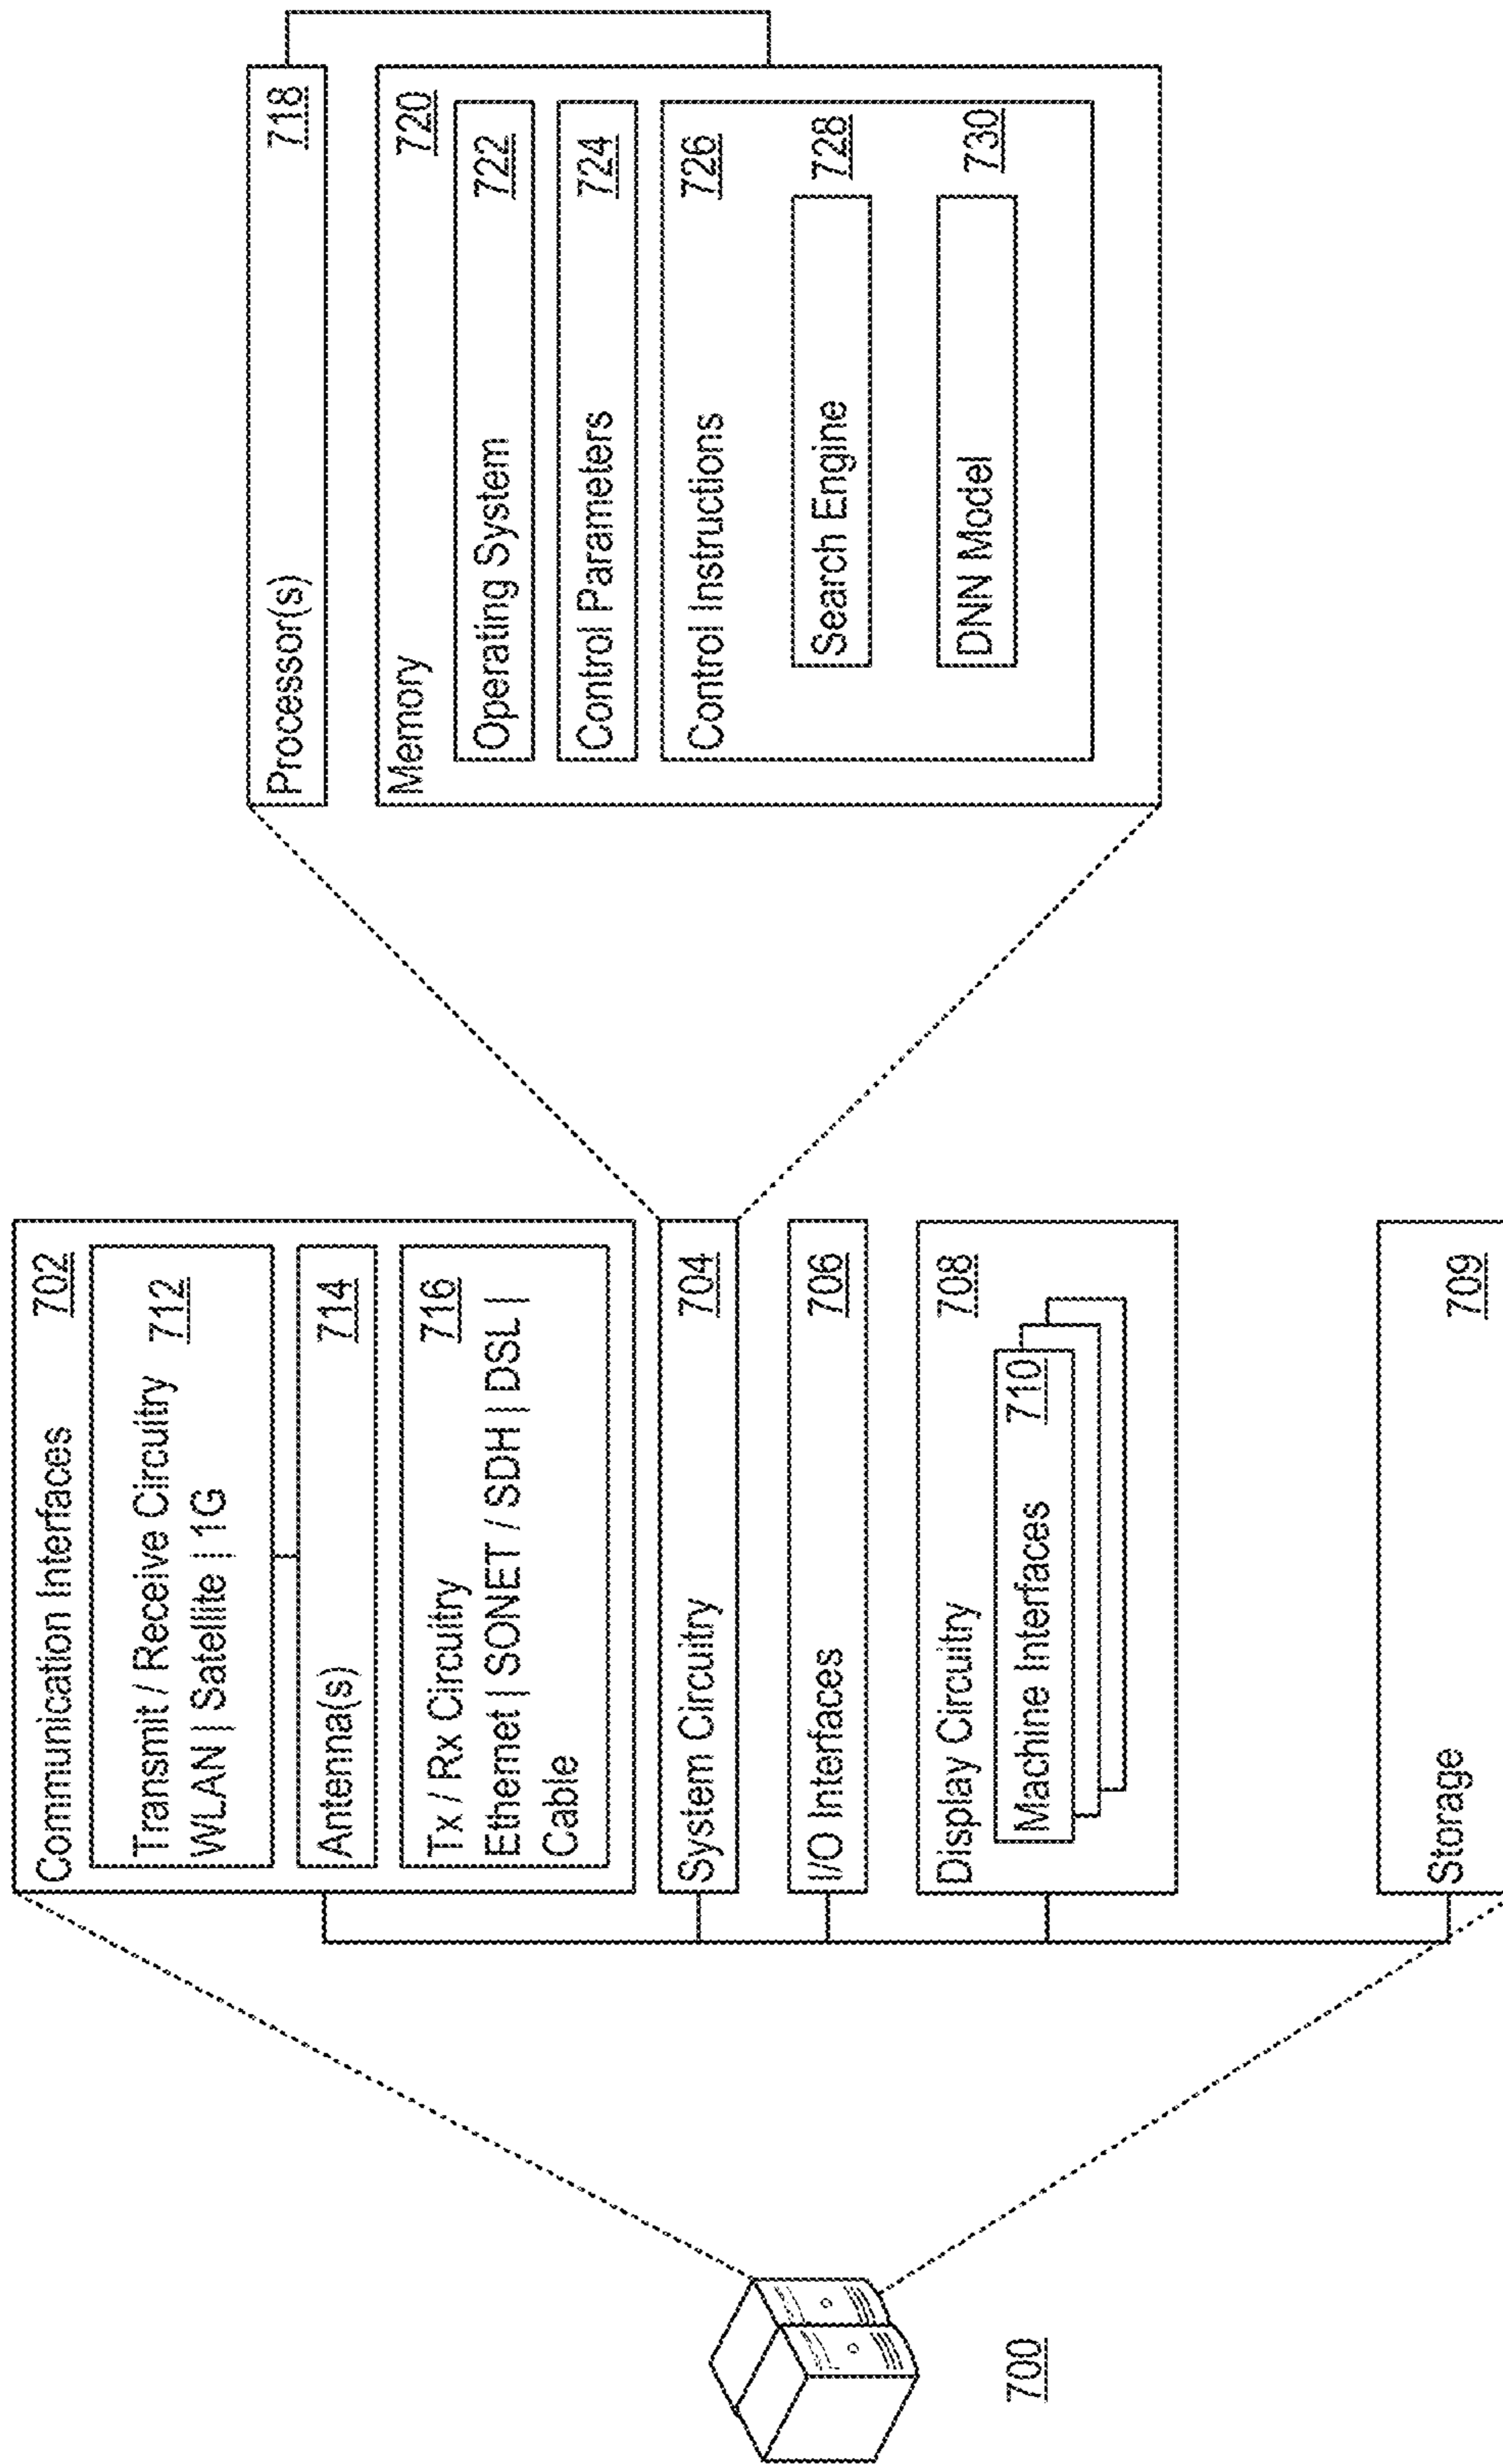 Communication Interfaces 702
Transmit / Receive Circuitry 712
WLAN | Satellite | 1G
Antenna(s) 714
Tx / Rx Circuitry 716
Ethernet | SONET / SDH | DSL |
Cable
System Circuitry 704
I/O Interfaces 706
Display Circuitry 708
Machine Interfaces 710
Storage 709
700
Processor(s) 718
Memory 720
Operating System 722
Control Parameters 724
Control Instructions 726
Search Engine 728
DNN Model 730